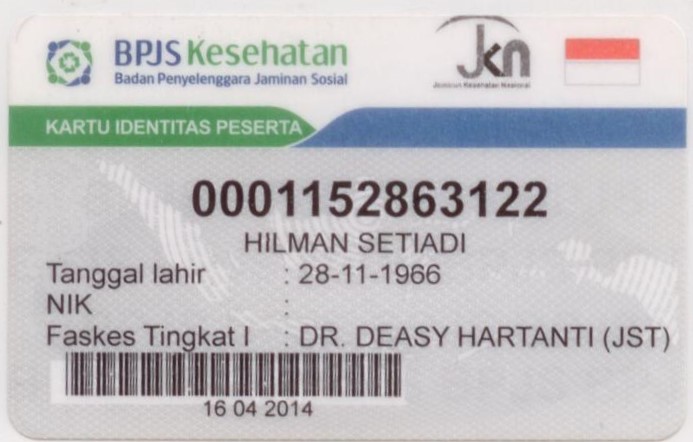 BPJS Kesehatan
Badan Penyelenggara Jaminan Sosial
Jkn
Jaminan Kesehatan Nasional
KARTU IDENTITAS PESERTA
0001152863122
HILMAN SETIADI
Tanggal lahir : 28-11-1966
NIK :
Faskes Tingkat I : DR. DEASY HARTANTI (JST)
16 04 2014